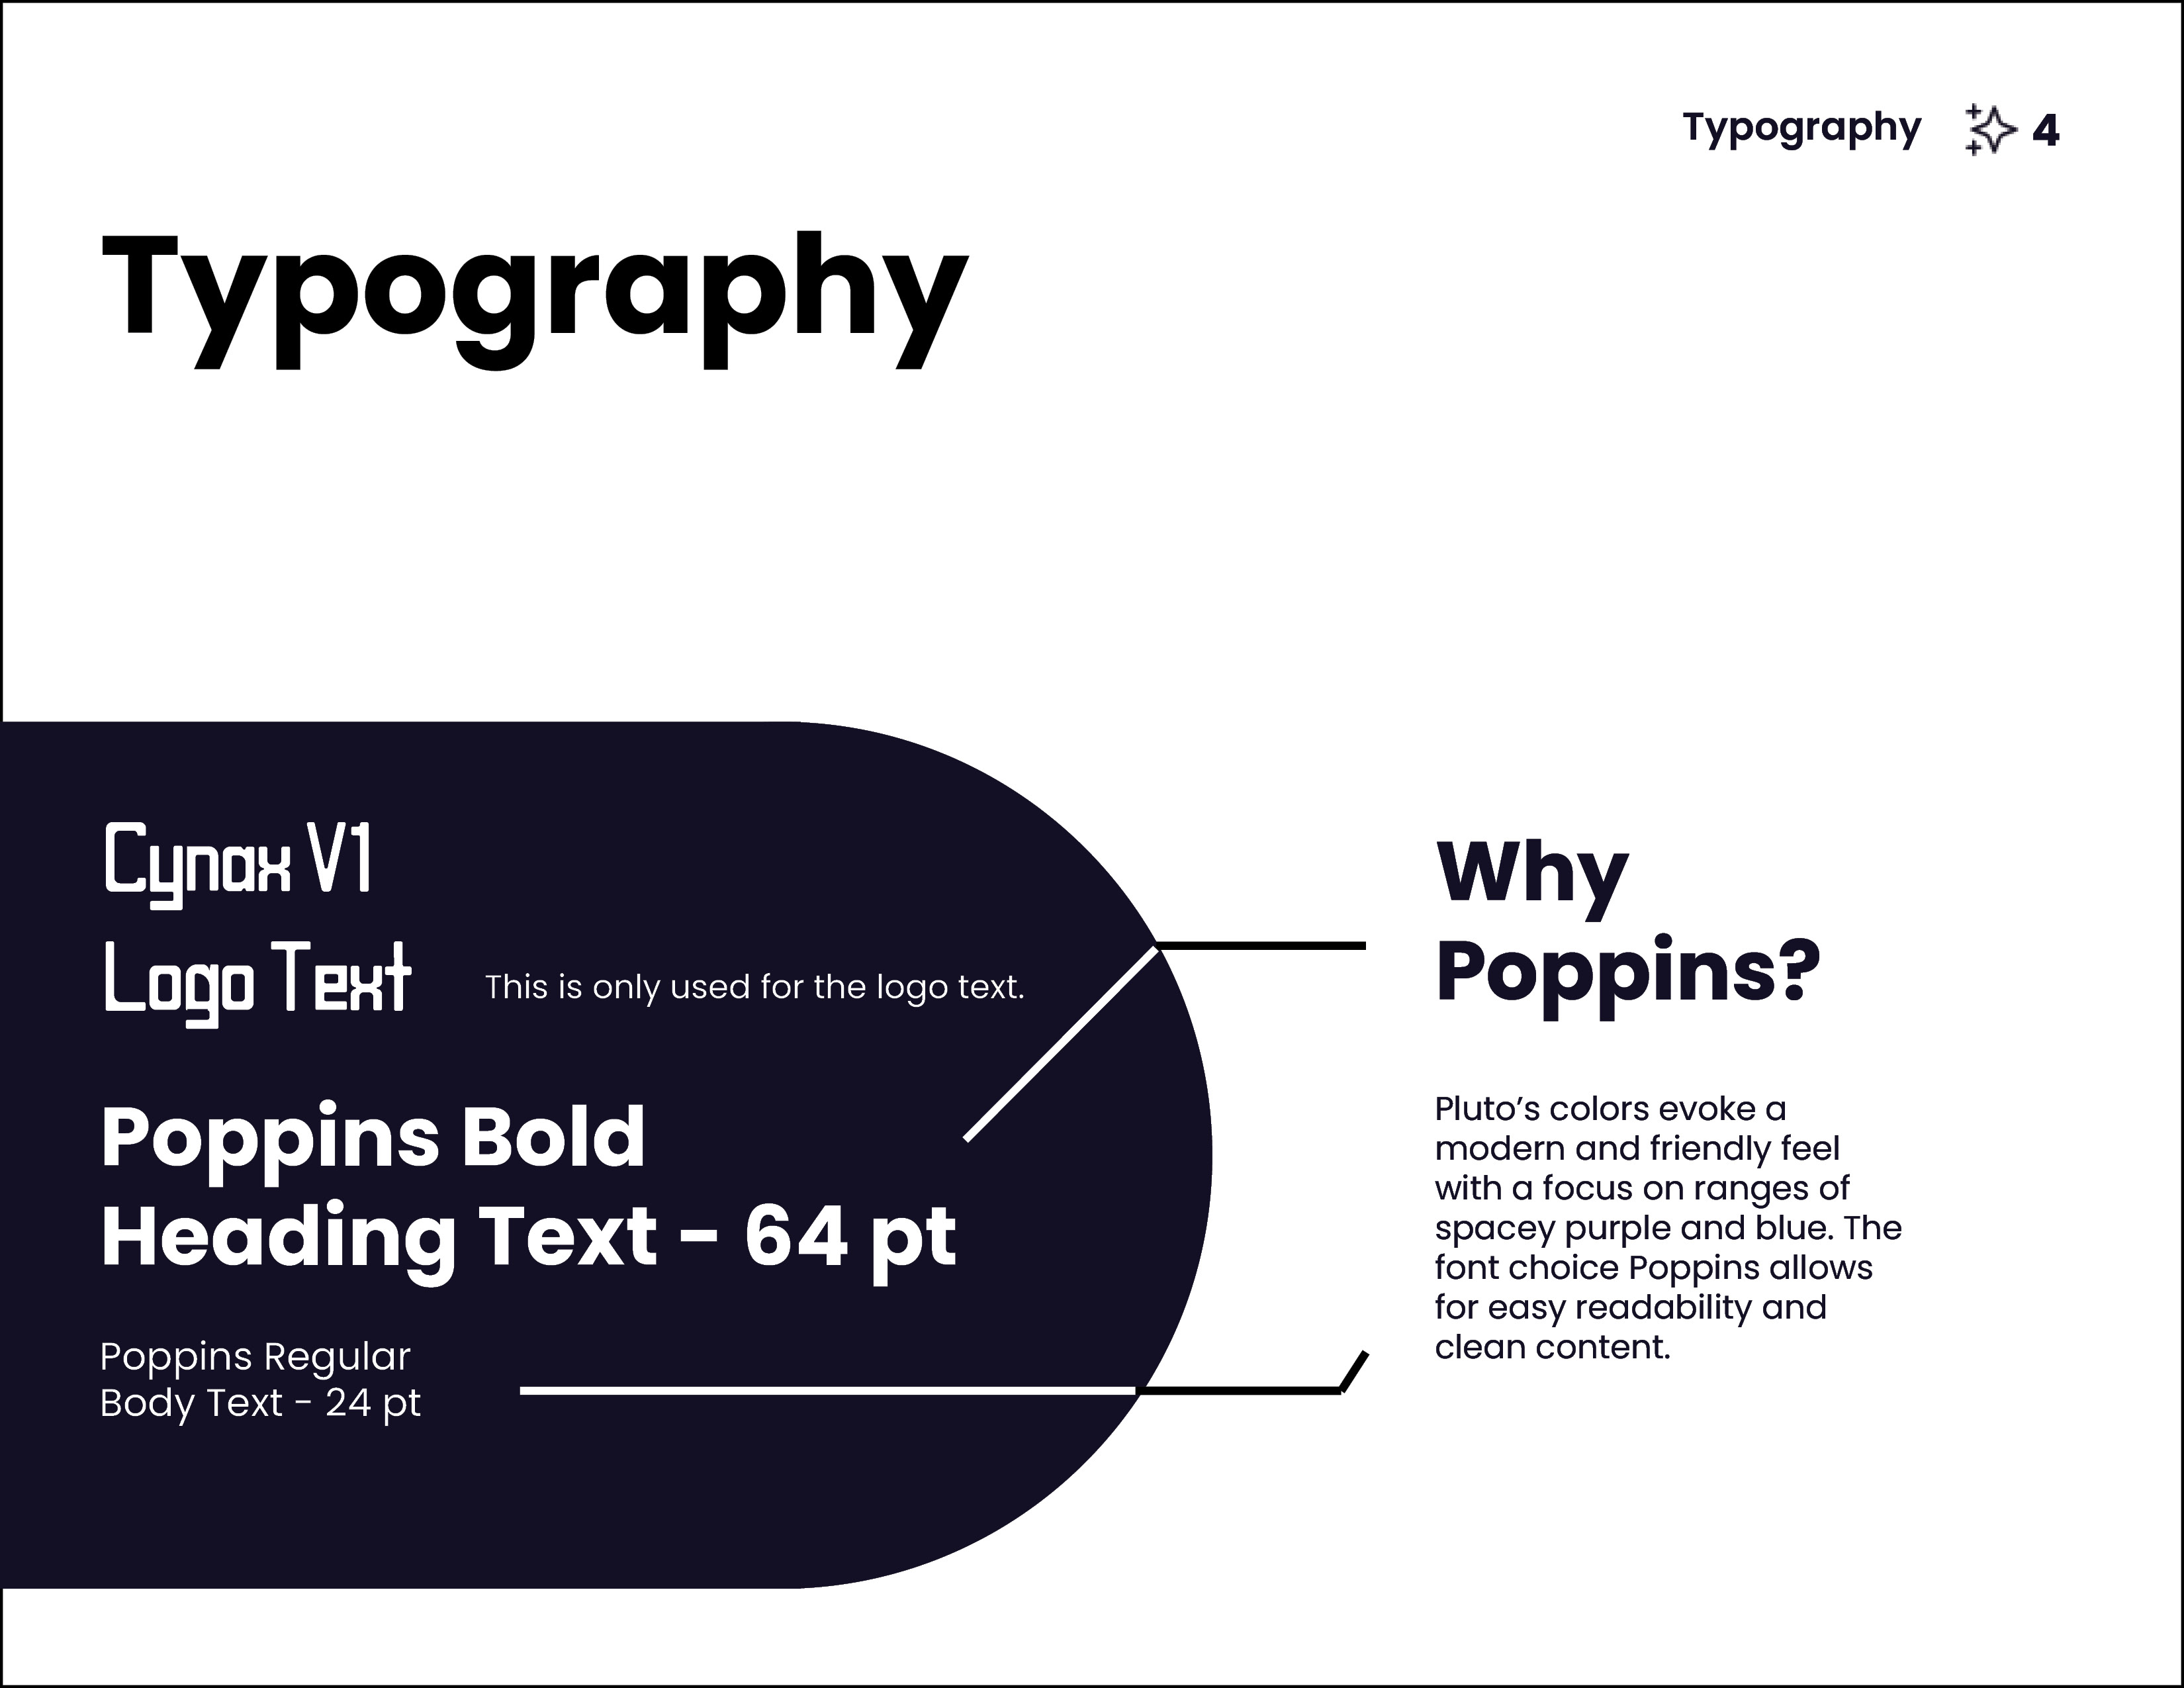 Typography
4
Typography
Cynax V1
Logo Text
This is only used for the logo text.
Poppins Bold
Heading Text - 64 pt
Poppins Regular
Body Text - 24 pt
Why
Poppins?
Pluto’s colors evoke a
modern and friendly feel
with a focus on ranges of
spacey purple and blue. The
font choice Poppins allows
for easy readability and
clean content.